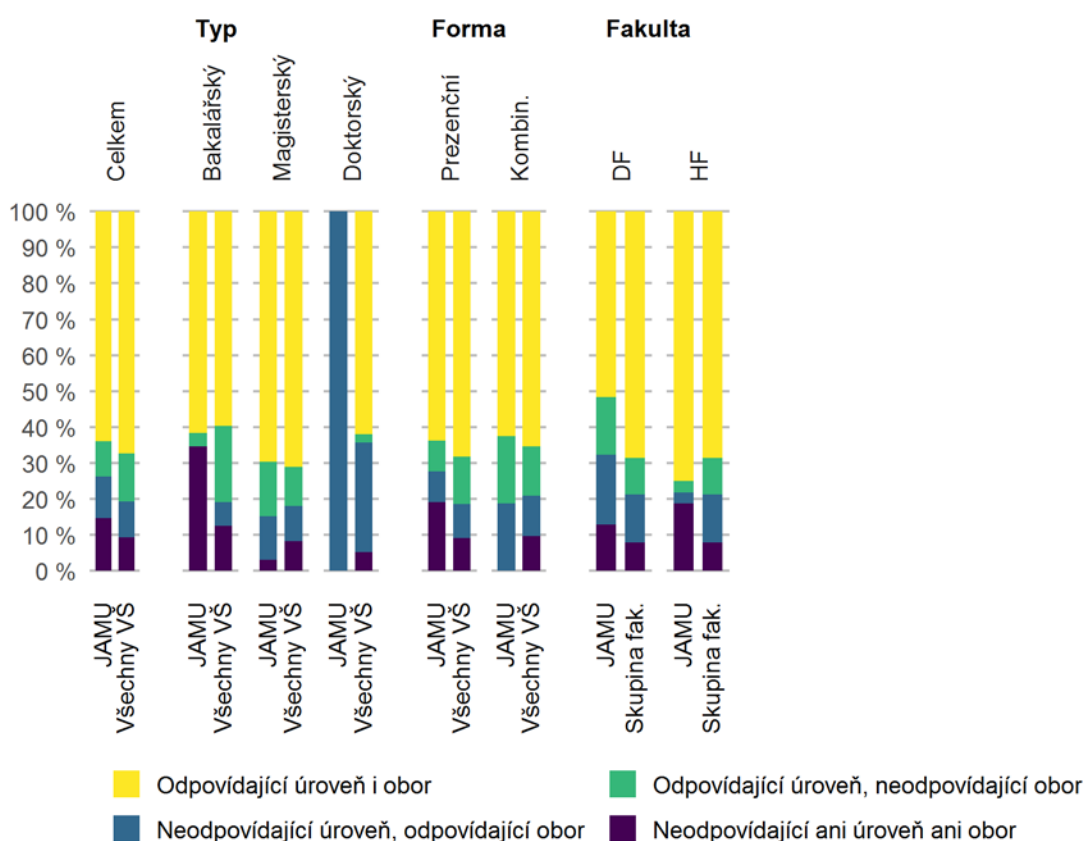 Typ Forma Fakulta
Celkem Bakalářský Magisterský Doktorský Prezenční Kombin. DF HF
100 %
90 %
80 %
70 %
60 %
50 %
40 %
30 %
20 %
10 %
0 %
JAMU Všechny VŠ JAMU Všechny VŠ JAMU Všechny VŠ JAMU Všechny VŠ JAMU Všechny VŠ JAMU Všechny VŠ JAMU Skupina fak. JAMU Skupina fak.
Odpovídající úroveň i obor Odpovídající úroveň, neodpovídající obor
Neodpovídající úroveň, odpovídající obor Neodpovídající ani úroveň ani obor